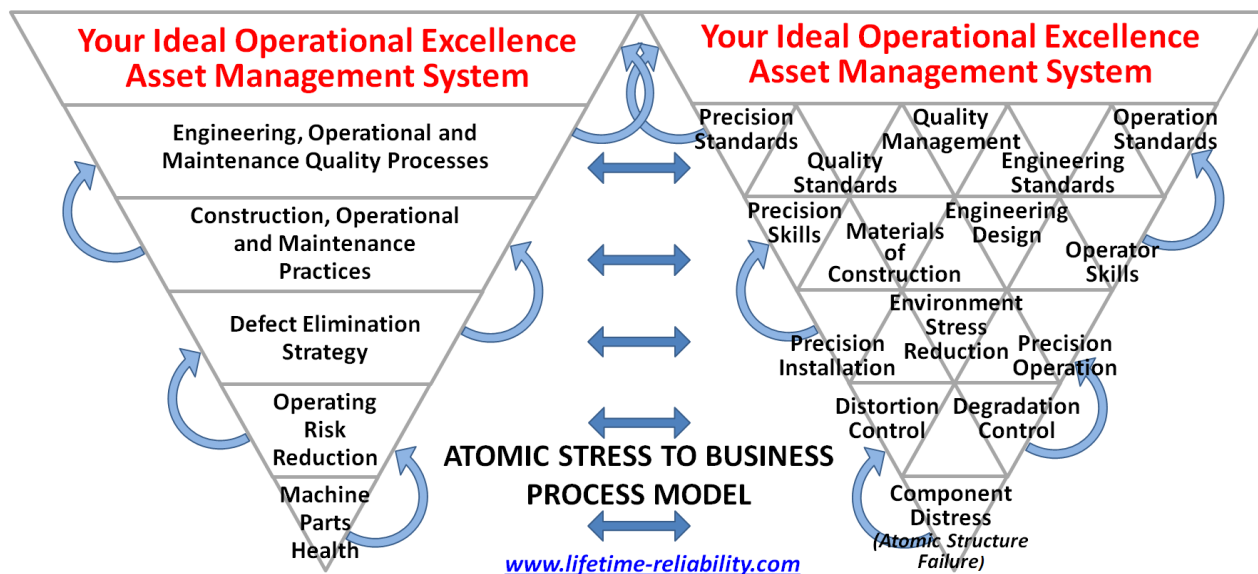 Your Ideal Operational Excellence
Asset Management System
Engineering, Operational and
Maintenance Quality Processes
Construction, Operational
and Maintenance
Practices
Defect Elimination
Strategy
Operating
Risk
Reduction
Machine
Parts
Health
ATOMIC STRESS TO BUSINESS
PROCESS MODEL
www.lifetime-reliability.com
Your Ideal Operational Excellence
Asset Management System
Precision
Standards
Quality
Standards
Quality
Management
Engineering
Standards
Operation
Standards
Precision
Skills
Materials
of
Construction
Engineering
Design
Operator
Skills
Precision
Installation
Environment
Stress
Reduction
Precision
Operation
Distortion
Control
Degradation
Control
Component
Distress
(Atomic Structure
Failure)